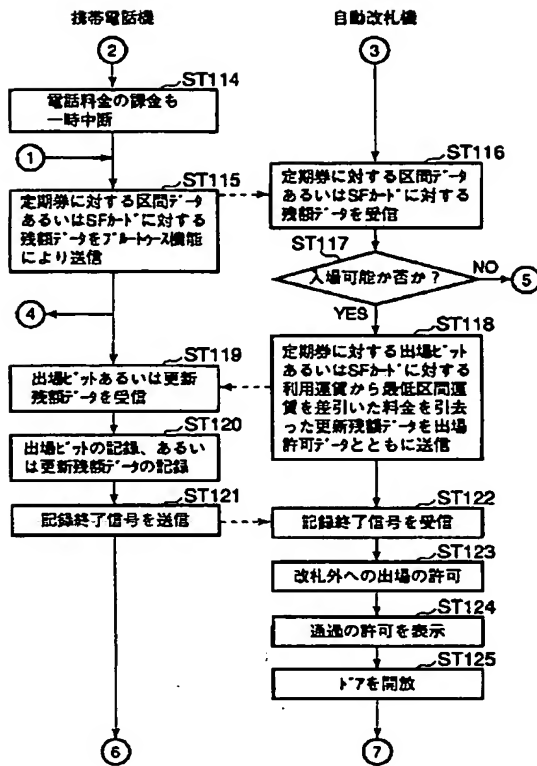 携帯電話機
自動改札機
2
3
ST114
電話料金の課金も
一時中断
1
ST115
定期券に対する区間データ
あるいはSFカードに対する
残額データをブルートゥース機能
により送信
ST116
定期券に対する区間データ
あるいはSFカードに対する
残額データを受信
ST117
入場可能か否か?
NO
5
YES
4
ST118
定期券に対する出場ビット
あるいはSFカードに対する
利用運賃から最低区間運
賃を差引いた料金を引去
った更新残額データを出場
許可データとともに送信
ST119
出場ビットあるいは更新
残額データを受信
ST120
出場ビットの記録、あるい
は更新残額データの記録
ST121
記録終了信号を送信
ST122
記録終了信号を受信
ST123
改札外への出場の許可
ST124
通過の許可を表示
ST125
ドアを開放
6
7